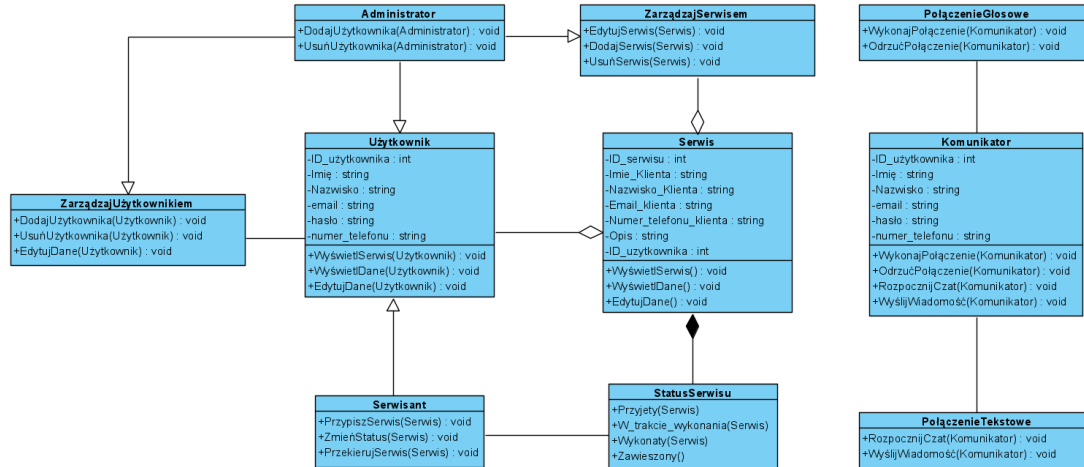 Administrator
+DodajUżytkownika(Administrator) : void
+UsuńUżytkownika(Administrator) : void
ZarządzajSerwisem
+EdytujSerwis(Serwis) : void
+DodajSerwis(Serwis) : void
+UsuńSerwis(Serwis) : void
PołączenieGłosowe
+WykonajPołączenie(Komunikator) : void
+OdrzućPołączenie(Komunikator) : void
ZarządzajUżytkownikiem
+DodajUżytkownika(Użytkownik) : void
+UsuńUżytkownika(Użytkownik) : void
+EdytujDane(Użytkownik) : void
Użytkownik
-ID_użytkownika : int
-Imię : string
-Nazwisko : string
-email : string
-hasło : string
-numer_telefonu : string
+WyświetlSerwis(Użytkownik) : void
+WyświetlDane(Użytkownik) : void
+EdytujDane(Użytkownik) : void
Serwis
-ID_serwisu : int
-Imie_Klienta : string
-Nazwisko_Klienta : string
-Email_klienta : string
-Numer_telefonu_klienta : string
-Opis : string
-ID_uzytkownika : int
+WyświetlSerwis() : void
+WyświetlDane() : void
+EdytujDane() : void
Komunikator
-ID_użytkownika : int
-Imię : string
-Nazwisko : string
-email : string
-hasło : string
-numer_telefonu : string
+WykonajPołączenie(Komunikator) : void
+OdrzućPołączenie(Komunikator) : void
+RozpocznijCzat(Komunikator) : void
+WyślijWiadomość(Komunikator) : void
Serwisant
+PrzypiszSerwis(Serwis) : void
+ZmieńStatus(Serwis) : void
+PrzekierujSerwis(Serwis) : void
StatusSerwisu
+Przyjety(Serwis)
+W_trakcie_wykonania(Serwis)
+Wykonaty(Serwis)
+Zawieszony()
PołączenieTekstowe
+RozpocznijCzat(Komunikator) : void
+WyślijWiadomość(Komunikator) : void